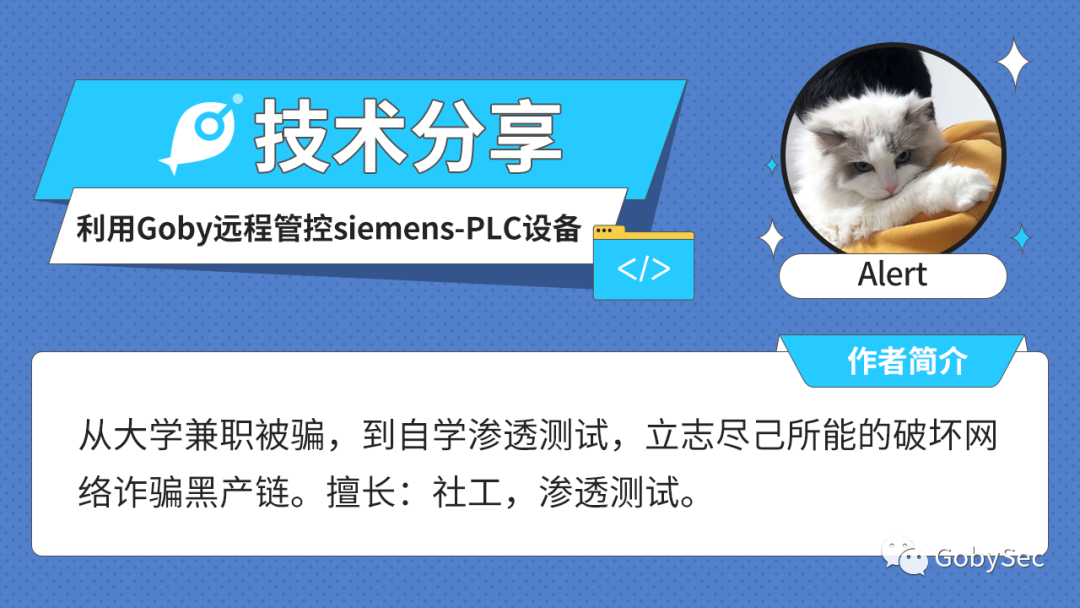 技术分享
利用Goby远程管控siemens-PLC设备
</>
Alert
作者简介
从大学兼职被骗，到自学渗透测试，立志尽己所能的破坏网
络诈骗黑产链。擅长：社工，渗透测试。
GobySec